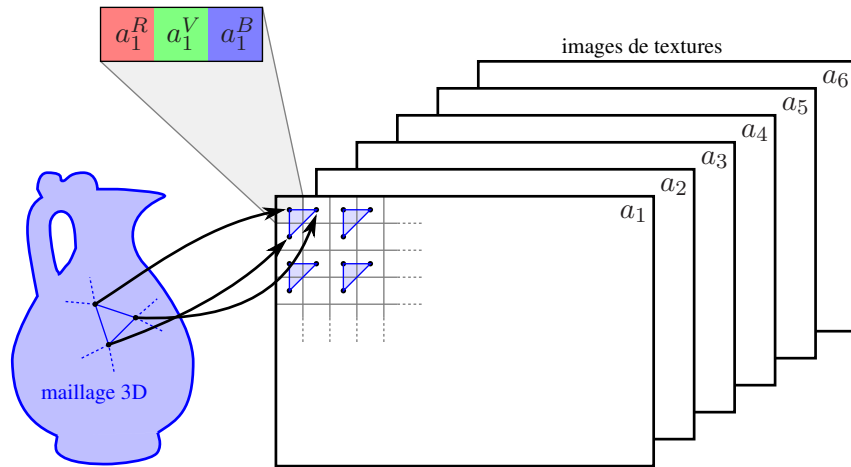 a_1^R a_1^V a_1^B
images de textures
a_6
a_5
a_4
a_3
a_2
a_1
maillage 3D